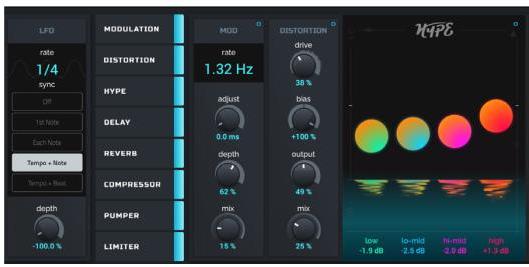 LFO
rate
1/4
sync
Off
1st Note
Each Note
Tempo + Note
Tempo + Beat
depth
-100.0 %
MODULATION
DISTORTION
HYPE
DELAY
REVERB
COMPRESSOR
PUMPER
LIMITER
MOD
rate
1.32 Hz
adjust
0.0 ms
depth
62 %
mix
15 %
DISTORTION
drive
38 %
bias
+100 %
output
49 %
mix
25 %
HYPE
low lo-mid hi-mid high
-1.9 dB -2.5 dB -2.0 dB +1.3 dB